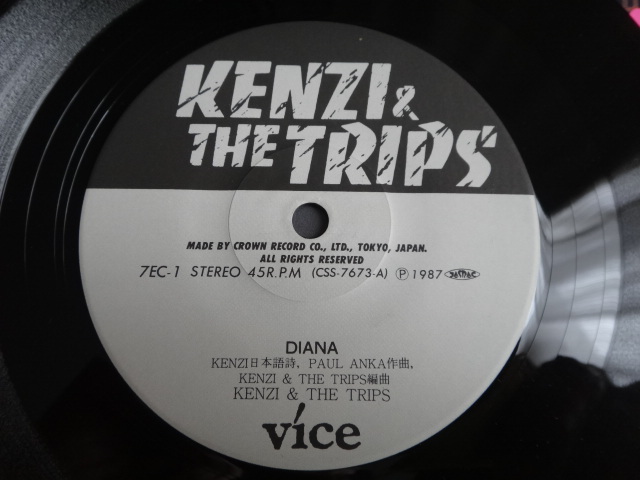 KENZI &
THE TRIPS
MADE BY CROWN RECORD CO., LTD., TOKYO, JAPAN.
ALL RIGHTS RESERVED
7EC-1 STEREO 45R.P.M (CSS-7673-A) Ⓟ1987
DIANA
KENZI日本語詩, PAUL ANKA作曲,
KENZI & THE TRIPS編曲
KENZI & THE TRIPS
vice